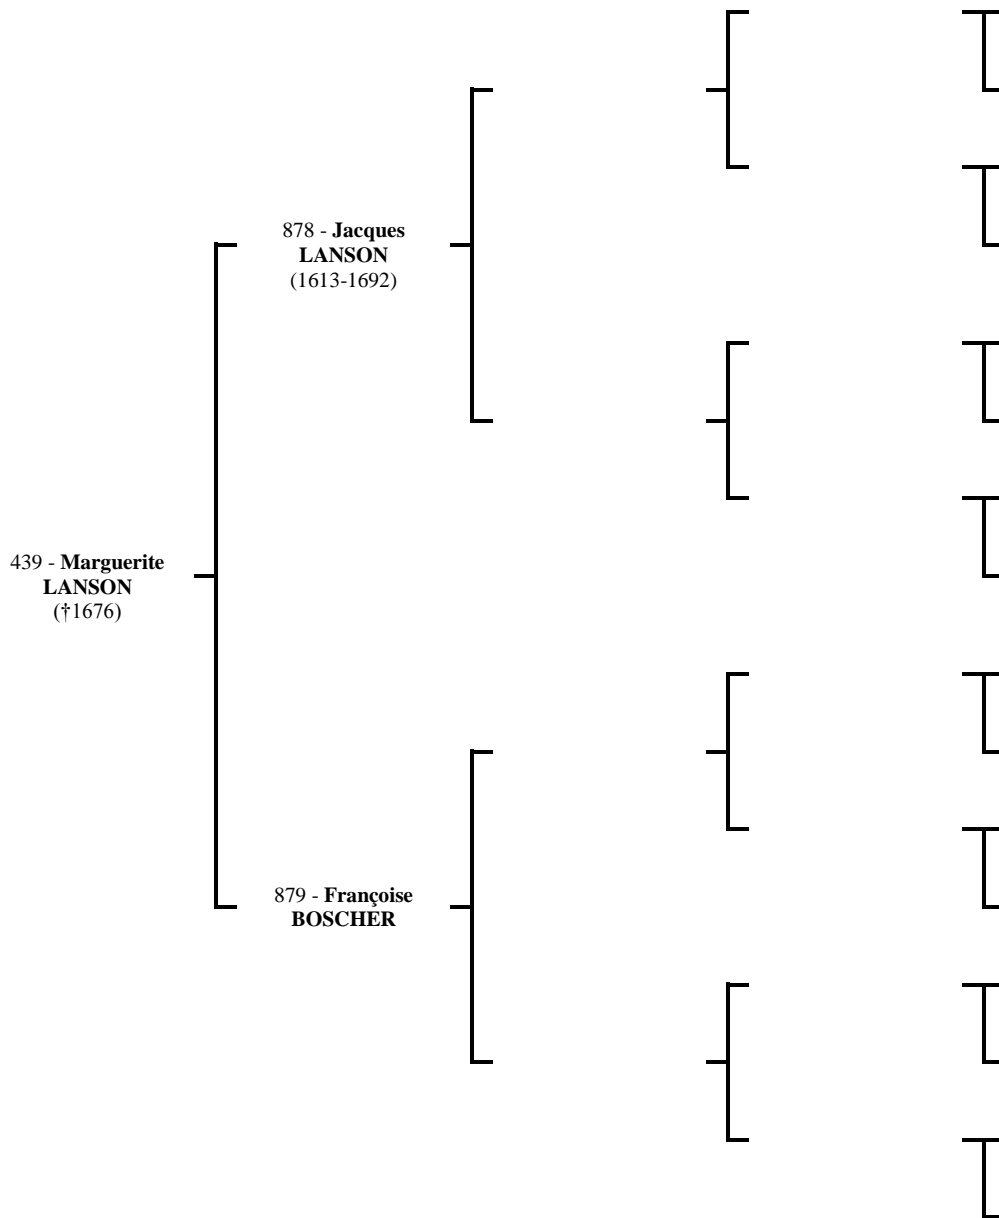 878 - Jacques
LANSON
(1613-1692)
439 - Marguerite
LANSON
(†1676)
879 - Françoise
BOSCHER